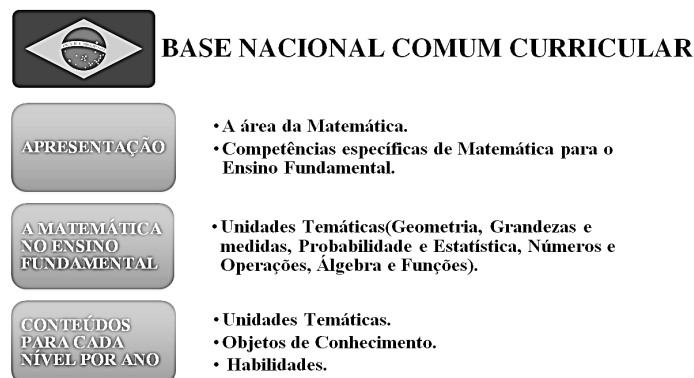 BASE NACIONAL COMUM CURRICULAR
APRESENTAÇÃO
• A área da Matemática.
• Competências específicas de Matemática para o
Ensino Fundamental.
A MATEMÁTICA
NO ENSINO
FUNDAMENTAL
• Unidades Temáticas(Geometria, Grandezas e
medidas, Probabilidade e Estatística, Números e
Operações, Álgebra e Funções).
CONTEÚDOS
PARA CADA
NÍVEL POR ANO
• Unidades Temáticas.
• Objetos de Conhecimento.
• Habilidades.